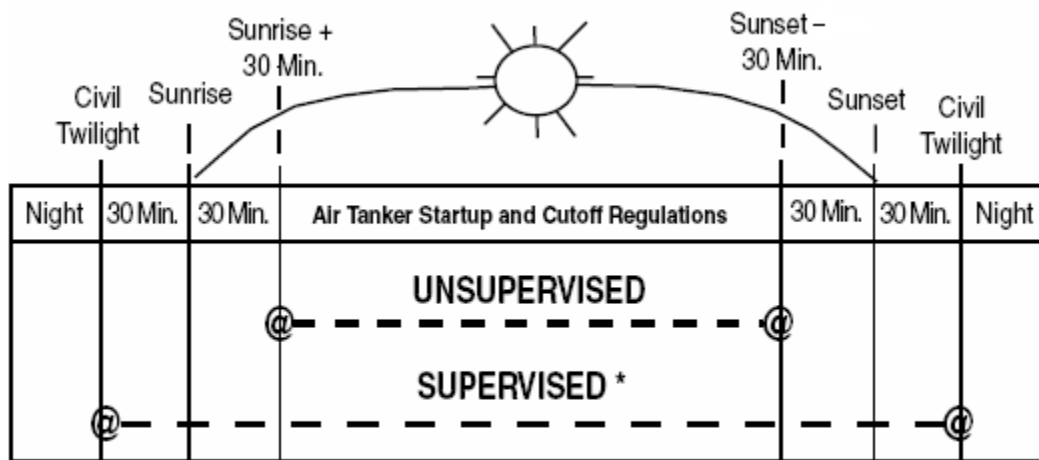 Sunrise +
30 Min.
Sunset –
30 Min.
Civil
Twilight
Sunrise
Sunset
Civil
Twilight
Night 30 Min. 30 Min. Air Tanker Startup and Cutoff Regulations 30 Min. 30 Min. Night
UNSUPERVISED
@ @
SUPERVISED *
@ @